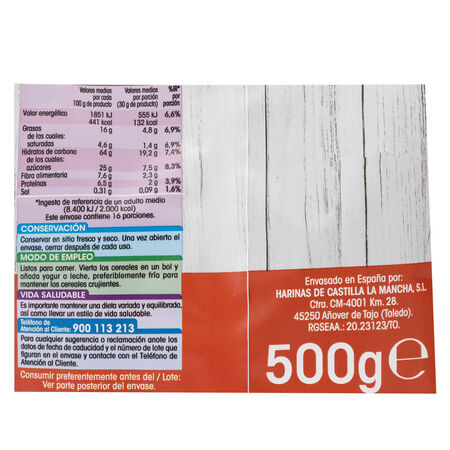 Valores medios por cada 100 g de producto | Valores medios por porción (30 g de producto) | %IR* por porción
Valor energético 1851 kJ 555 kJ 6,6%
441 kcal 132 kcal
Grasas 16 g 4,8 g 6,9%
de las cuales:
saturadas 4,6 g 1,4 g 6,9%
Hidratos de carbono 64 g 19,2 g 7,4%
de los cuales:
azúcares 25 g 7,5 g 8,3%
Fibra alimentaria 7,6 g 2,3 g
Proteínas 6,5 g 2 g 3,9%
Sal 0,31 g 0,09 g 1,6%
*Ingesta de referencia de un adulto medio
(8.400 kJ / 2.000 kcal)
Este envase contiene 16 porciones.
CONSERVACIÓN
Conservar en sitio fresco y seco. Una vez abierto el
envase, cerrar después de cada uso.
MODO DE EMPLEO
Listos para comer. Vierta los cereales en un bol y
añada yogur o leche, preferiblemente fría para
mantener los cereales crujientes.
VIDA SALUDABLE
Es importante mantener una dieta variada y equilibrada,
así como llevar un estilo de vida saludable.
Teléfono de
Atención al Cliente: 900 113 213
Para cualquier sugerencia o reclamación anote los
datos de fecha de caducidad y el número de lote que
figuran en el envase y contacte con el Teléfono de
Atención al Cliente.
Consumir preferentemente antes del / Lote:
Ver parte posterior del envase.
Envasado en España por:
HARINAS DE CASTILLA LA MANCHA, S.L.
Ctra. CM-4001 Km. 28.
45250 Añover de Tajo (Toledo).
RGSEAA.: 20.23123/TO.
500g e